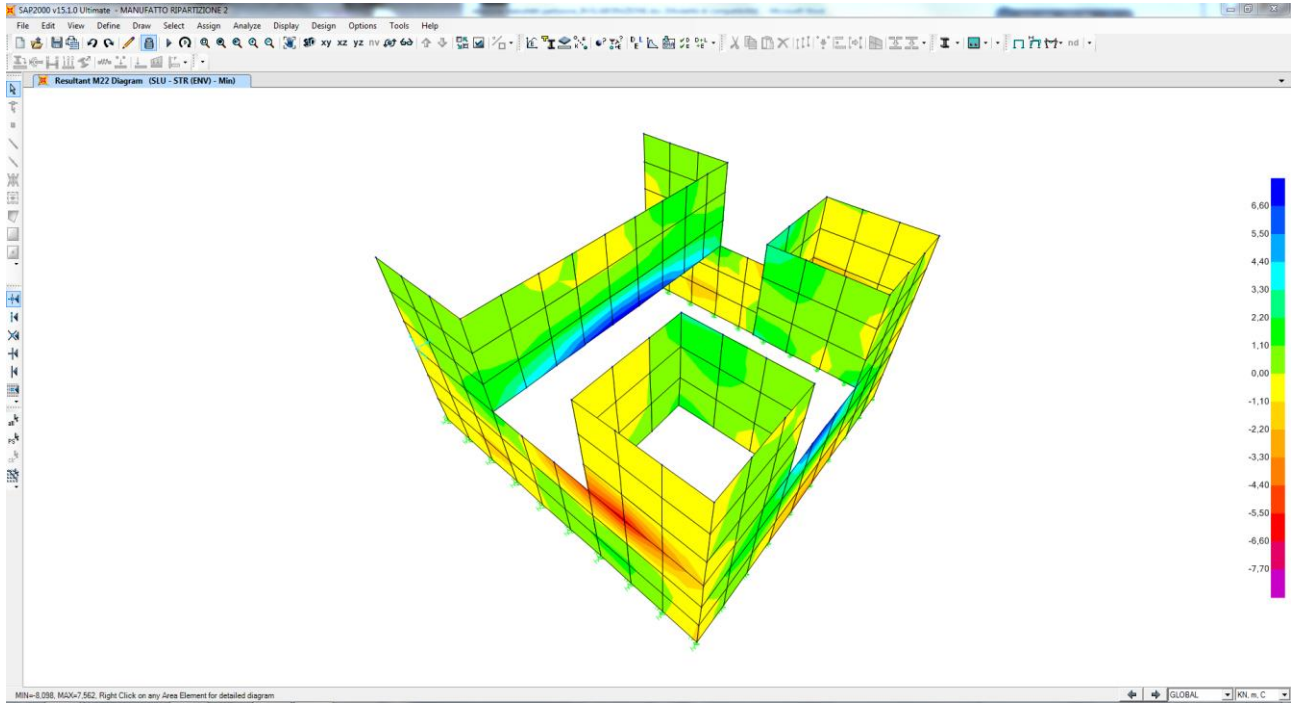 SAP2000 v15.1.0 Ultimate - MANUFATTO RIPARTIZIONE 2
File Edit View Define Draw Select Assign Analyze Display Design Options Tools Help
xy xz yz nv nd
Resultant M22 Diagram (SLU - STR (ENV) - Min)
6,60
5,50
4,40
3,30
2,20
1,10
0,00
-1,10
-2,20
-3,30
-4,40
-5,50
-6,60
-7,70
MIN=-8,098, MAX=7,562, Right Click on any Area Element for detailed diagram
GLOBAL
KN, m, C